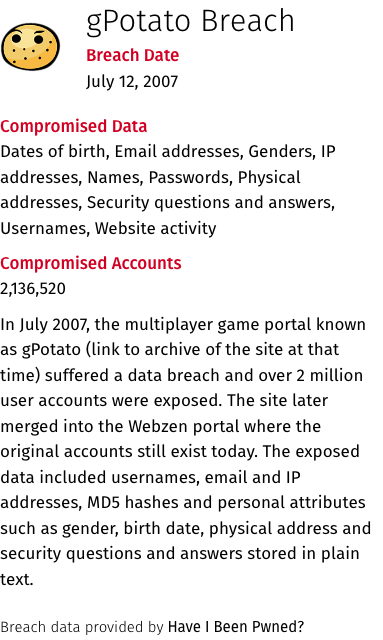 gPotato Breach
Breach Date
July 12, 2007
Compromised Data
Dates of birth, Email addresses, Genders, IP
addresses, Names, Passwords, Physical
addresses, Security questions and answers,
Usernames, Website activity
Compromised Accounts
2,136,520
In July 2007, the multiplayer game portal known
as gPotato (link to archive of the site at that
time) suffered a data breach and over 2 million
user accounts were exposed. The site later
merged into the Webzen portal where the
original accounts still exist today. The exposed
data included usernames, email and IP
addresses, MD5 hashes and personal attributes
such as gender, birth date, physical address and
security questions and answers stored in plain
text.
Breach data provided by Have I Been Pwned?